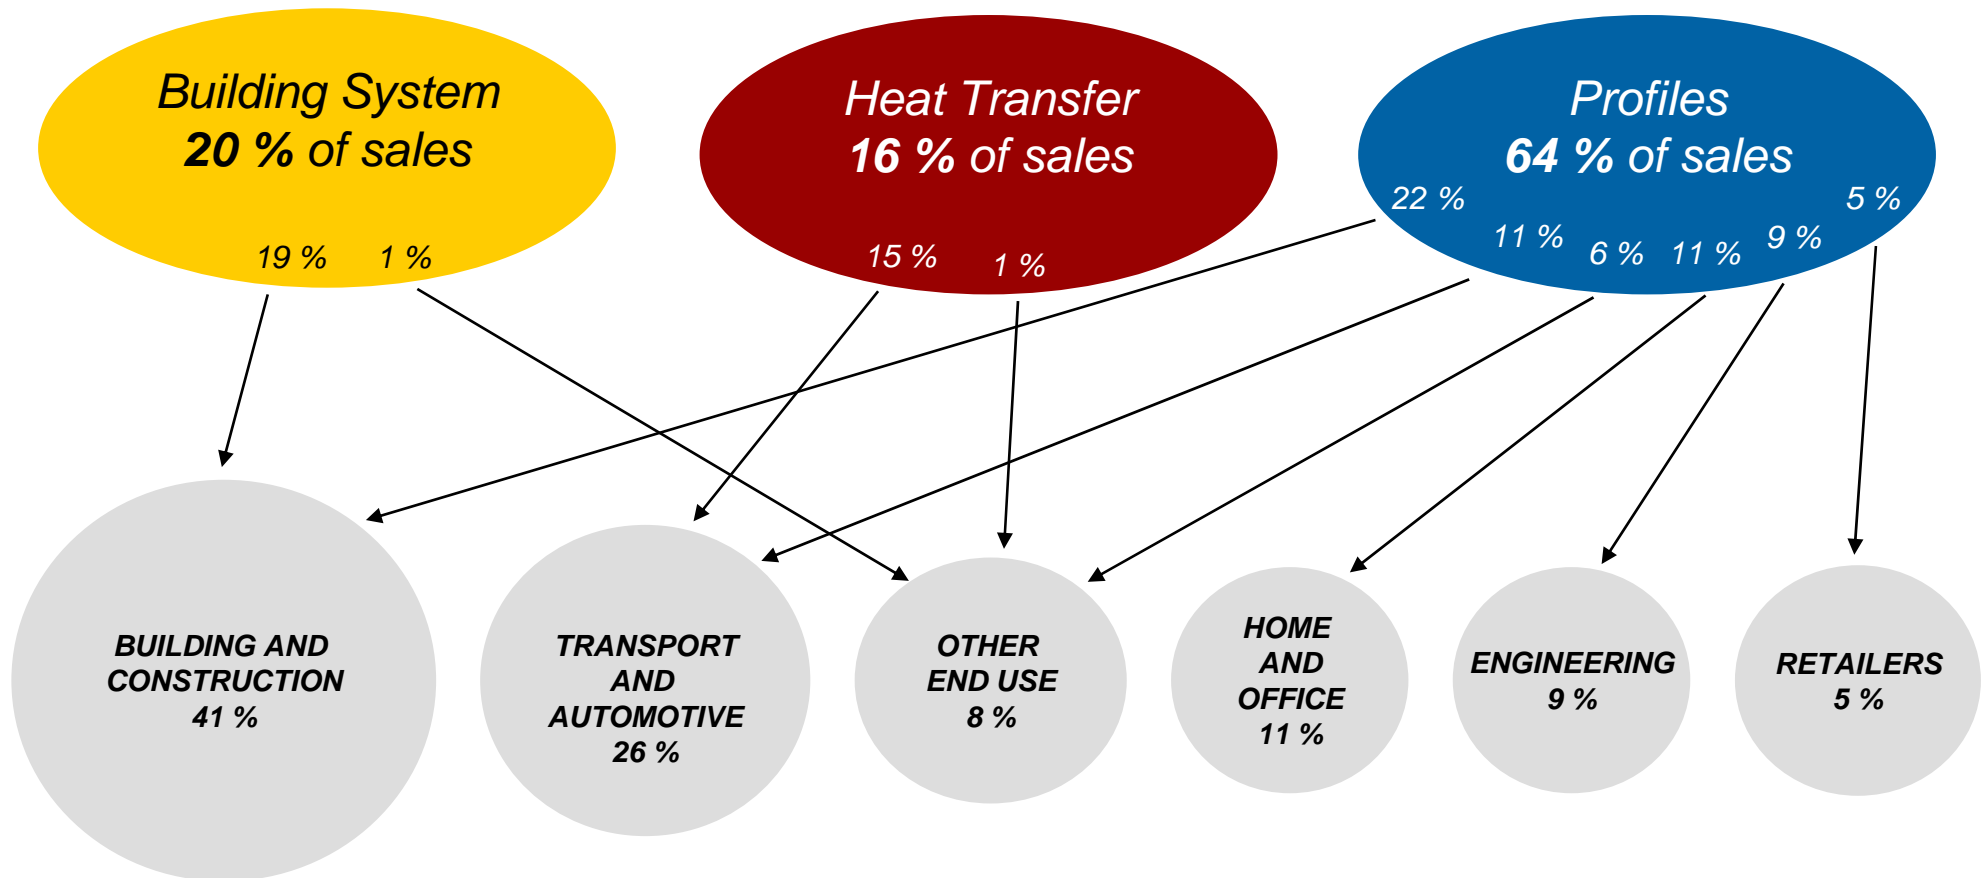 Building System
20 % of sales
19 %
1 %
Heat Transfer
16 % of sales
15 %
1 %
Profiles
64 % of sales
22 %
11 %
6 %
11 %
9 %
5 %
BUILDING AND
CONSTRUCTION
41 %
TRANSPORT
AND
AUTOMOTIVE
26 %
OTHER
END USE
8 %
HOME
AND
OFFICE
11 %
ENGINEERING
9 %
RETAILERS
5 %